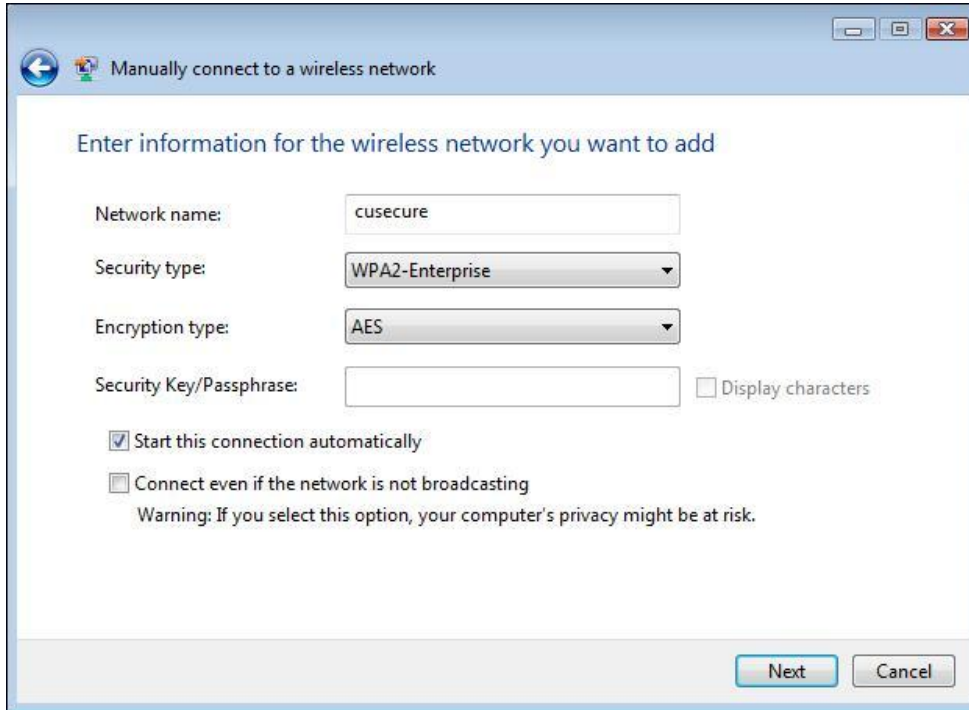 Manually connect to a wireless network
Enter information for the wireless network you want to add
Network name: cusecure
Security type: WPA2-Enterprise
Encryption type: AES
Security Key/Passphrase: Display characters
Start this connection automatically
Connect even if the network is not broadcasting
Warning: If you select this option, your computer's privacy might be at risk.
Next Cancel